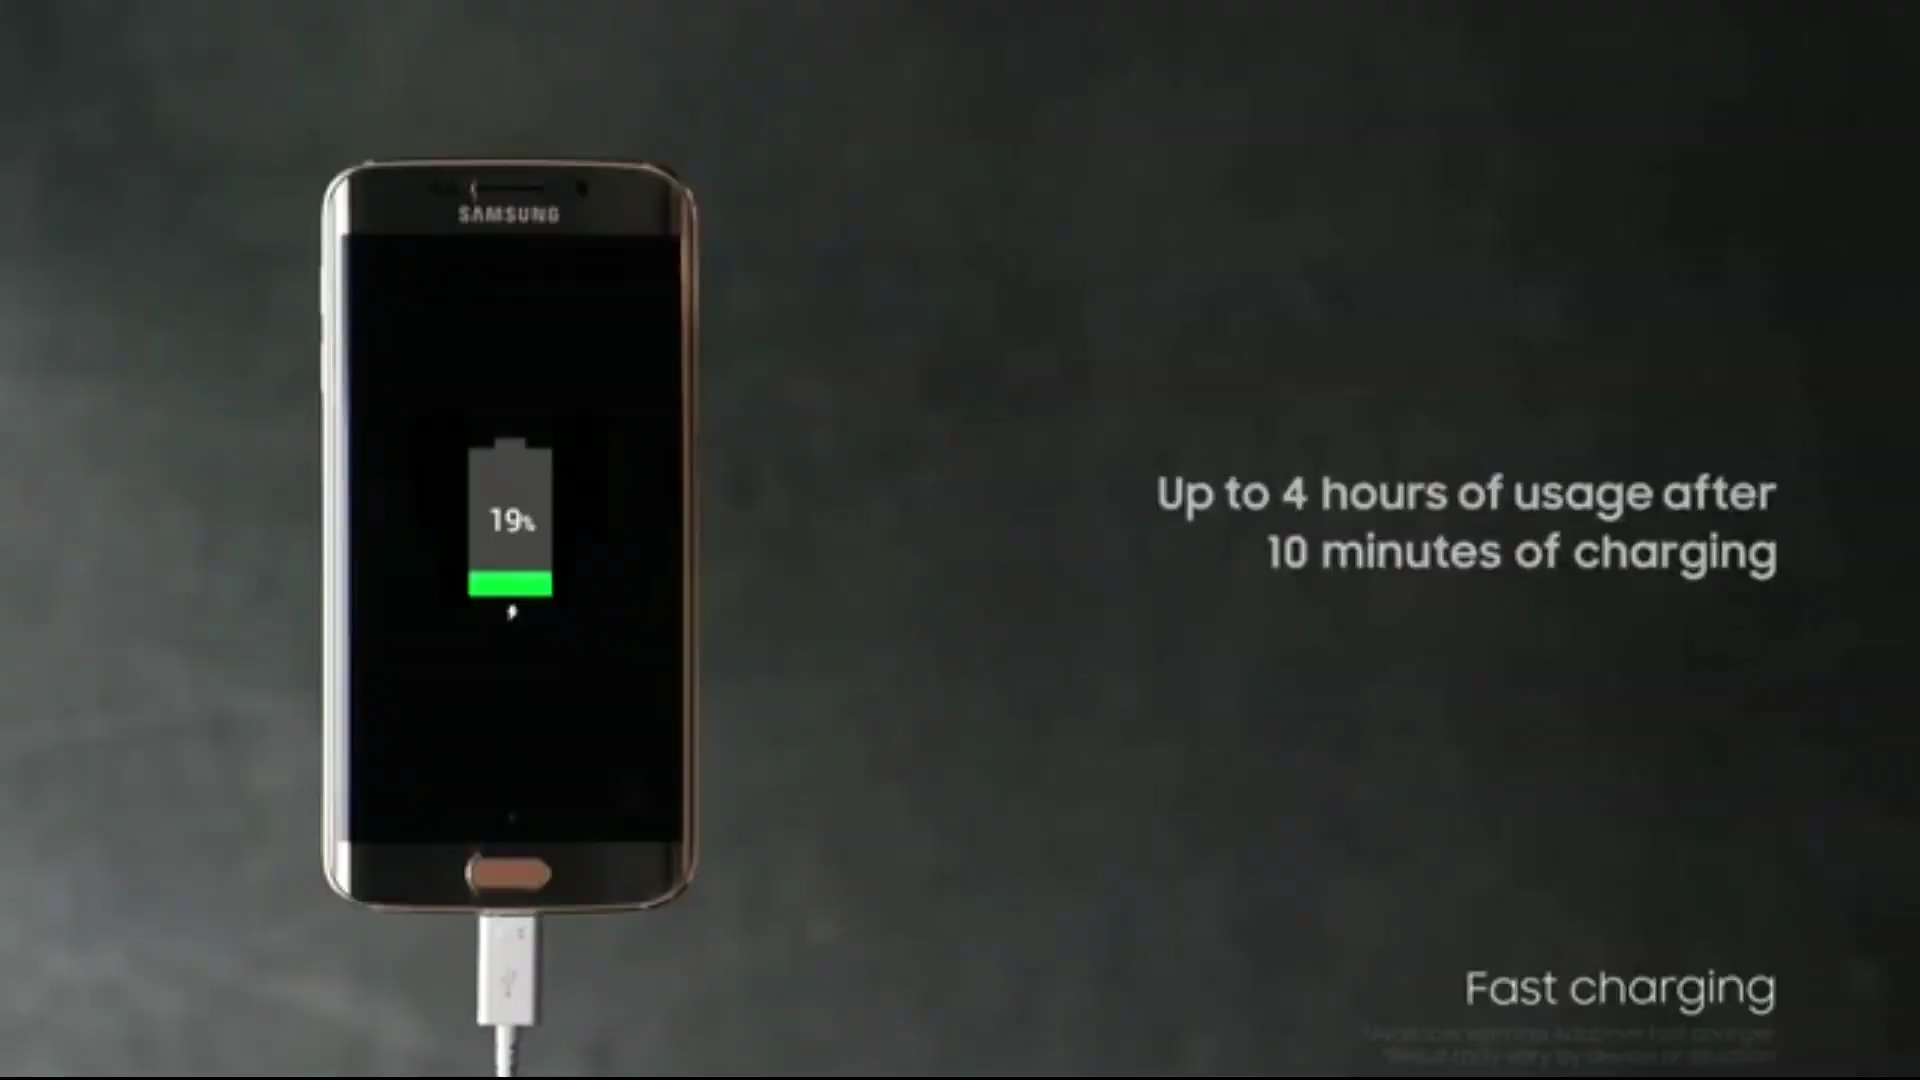 SAMSUNG
19%
Up to 4 hours of usage after
10 minutes of charging
Fast charging